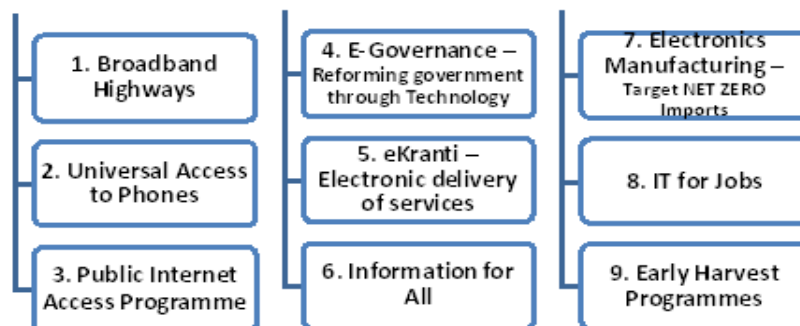 1. Broadband
Highways
2. Universal Access
to Phones
3. Public Internet
Access Programme
4. E-Governance –
Reforming government
through Technology
5. eKranti –
Electronic delivery
of services
6. Information for
All
7. Electronics
Manufacturing –
Target NET ZERO
Imports
8. IT for Jobs
9. Early Harvest
Programmes